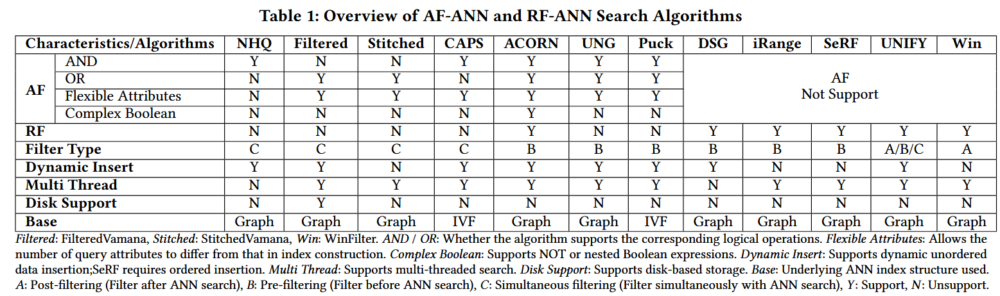 Table 1: Overview of AF-ANN and RF-ANN Search Algorithms
Characteristics/Algorithms NHQ Filtered Stitched CAPS ACORN UNG Puck DSG iRange SeRF UNIFY Win
AF AND Y N N Y Y Y Y AF Not Support
OR N Y Y N Y Y Y
Flexible Attributes N Y Y Y Y Y Y
Complex Boolean N N N N Y N N
RF N N N N Y N N Y Y Y Y Y
Filter Type C C C C B B B B B B A/B/C A
Dynamic Insert Y Y N Y Y Y Y Y N N Y N
Multi Thread N Y Y Y Y Y Y N Y Y Y Y
Disk Support N Y N N N N N N N N N N
Base Graph Graph Graph IVF Graph Graph IVF Graph Graph Graph Graph Graph
Filtered: FilteredVamana, Stitched: StitchedVamana, Win: WinFilter. AND / OR: Whether the algorithm supports the corresponding logical operations. Flexible Attributes: Allows the
number of query attributes to differ from that in index construction. Complex Boolean: Supports NOT or nested Boolean expressions. Dynamic Insert: Supports dynamic unordered
data insertion;SeRF requires ordered insertion. Multi Thread: Supports multi-threaded search. Disk Support: Supports disk-based storage. Base: Underlying ANN index structure used.
A: Post-filtering (Filter after ANN search), B: Pre-filtering (Filter before ANN search), C: Simultaneous filtering (Filter simultaneously with ANN search), Y: Support, N: Unsupport.